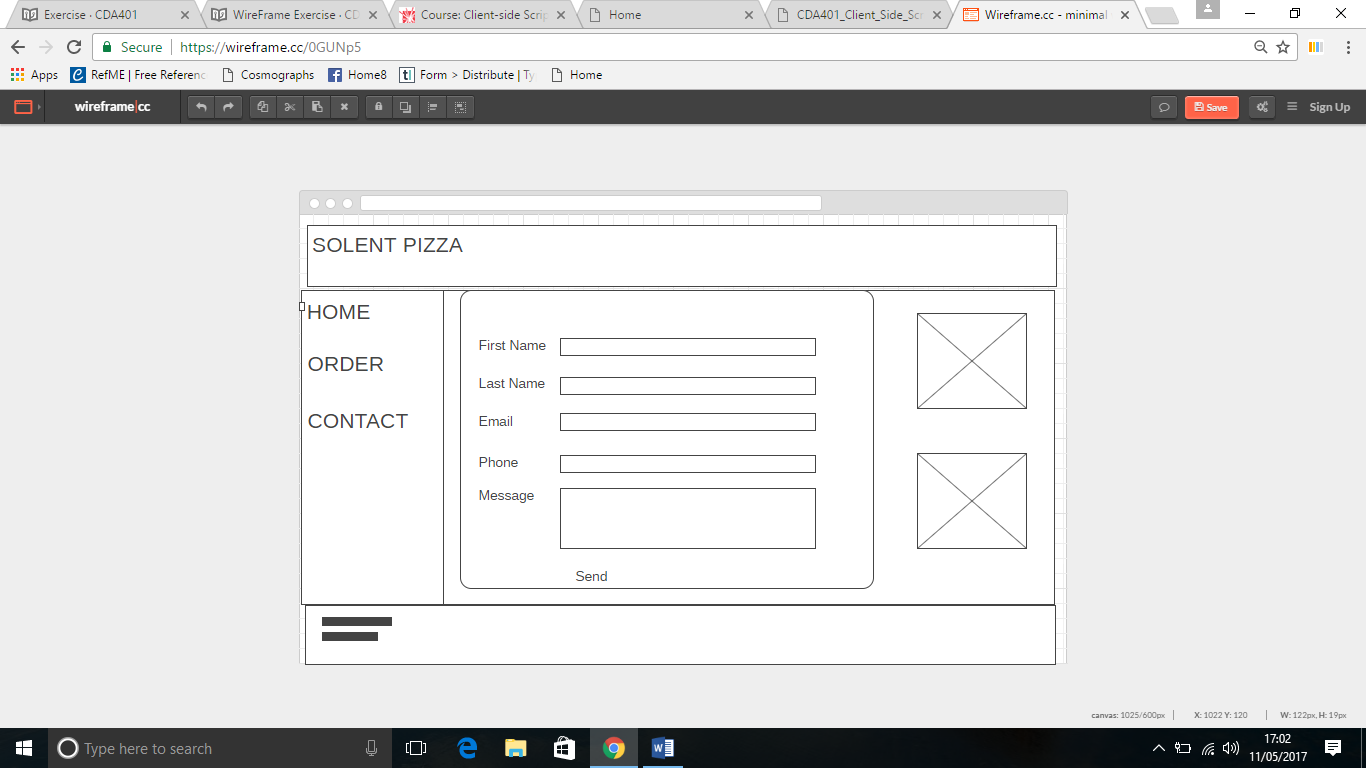 Exercise · CDA401
WireFrame Exercise · CD
Course: Client-side Scrip
Home
CDA401_Client_Side_Scr
Wireframe.cc - minimal
Secure
https://wireframe.cc/0GUNp5
Apps
RefME | Free Referenc
Cosmographs
Home8
Form > Distribute | Ty
Home
wireframe|cc
Save
Sign Up
SOLENT PIZZA
HOME
ORDER
CONTACT
First Name
Last Name
Email
Phone
Message
Send
canvas: 1025/600px
X: 1022 Y: 120
W: 122px, H: 19px
Type here to search
17:02
11/05/2017